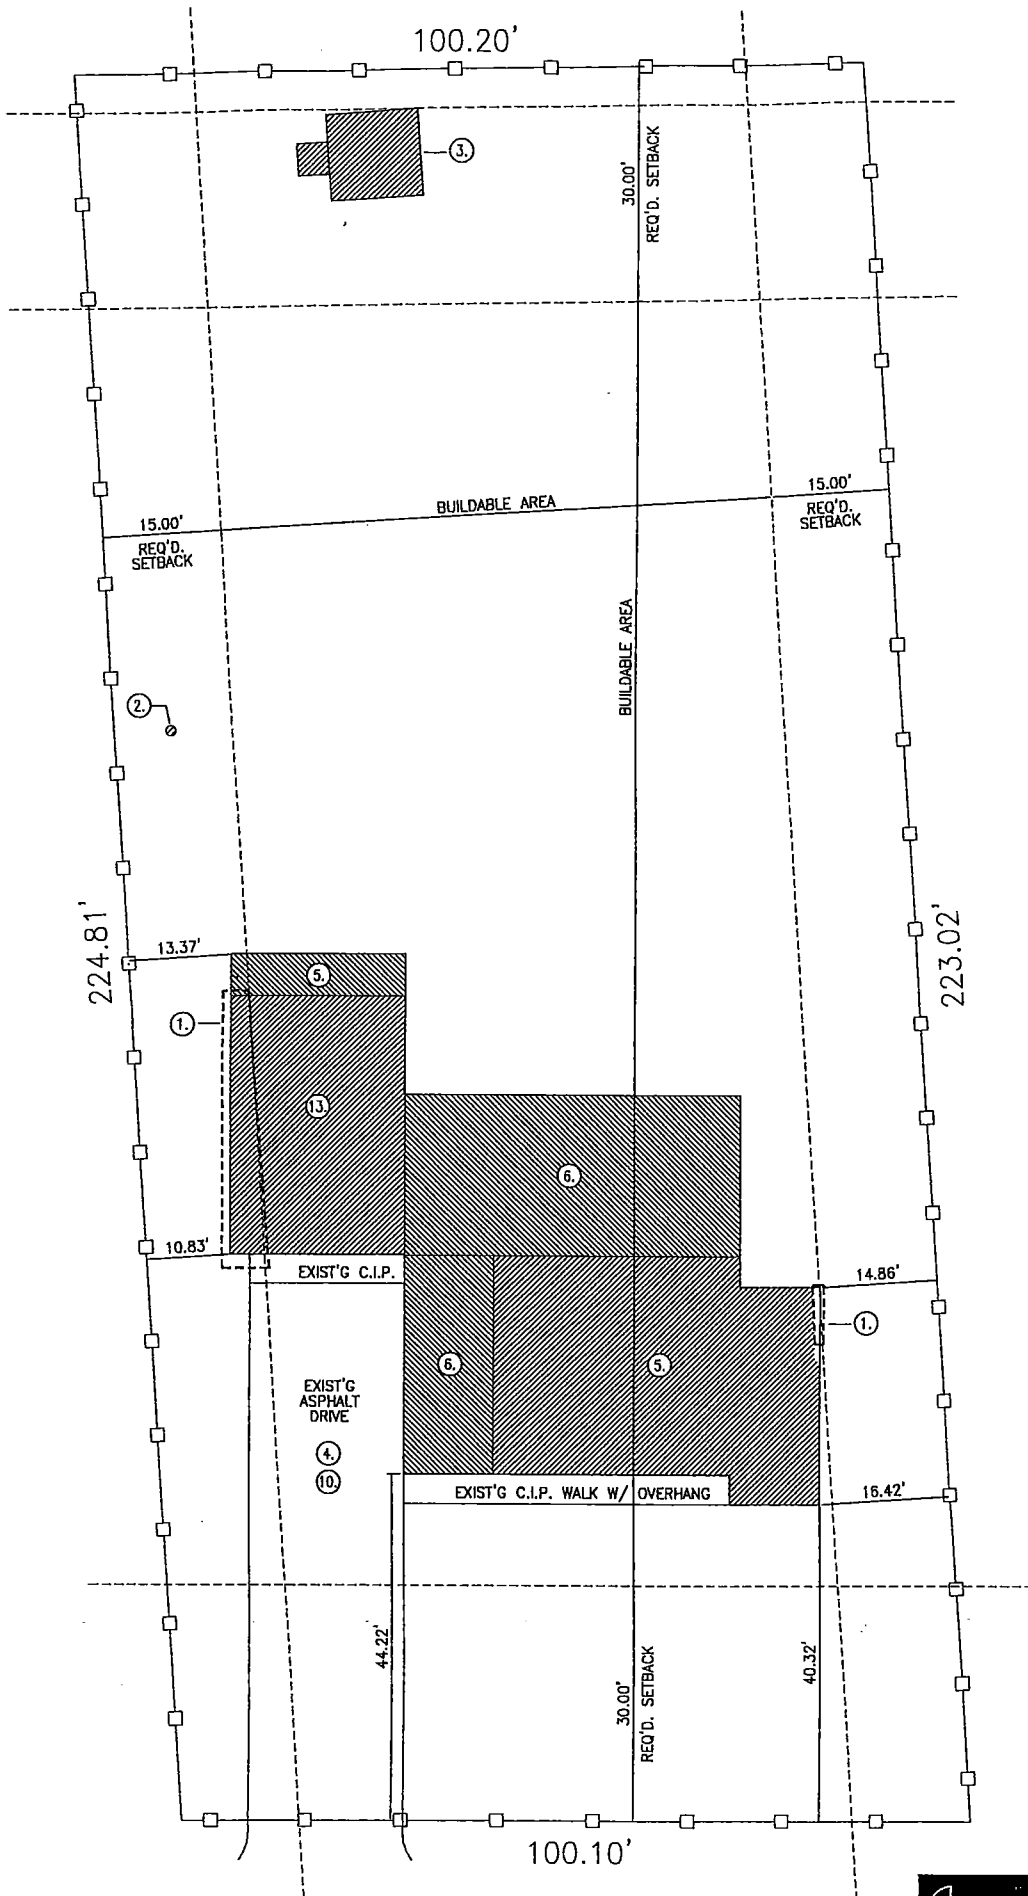 100.20'
3.
30.00'
REQ'D. SETBACK
BUILDABLE AREA
15.00'
REQ'D.
SETBACK
15.00'
REQ'D.
SETBACK
BUILDABLE AREA
2.
224.81'
223.02'
13.37'
5.
1.
13.
6.
10.83'
EXIST'G C.I.P.
14.86'
1.
6.
5.
EXIST'G
ASPHALT
DRIVE
4.
10.
EXIST'G C.I.P. WALK W/ OVERHANG
16.42'
44.22'
30.00'
REQ'D. SETBACK
40.32'
100.10'